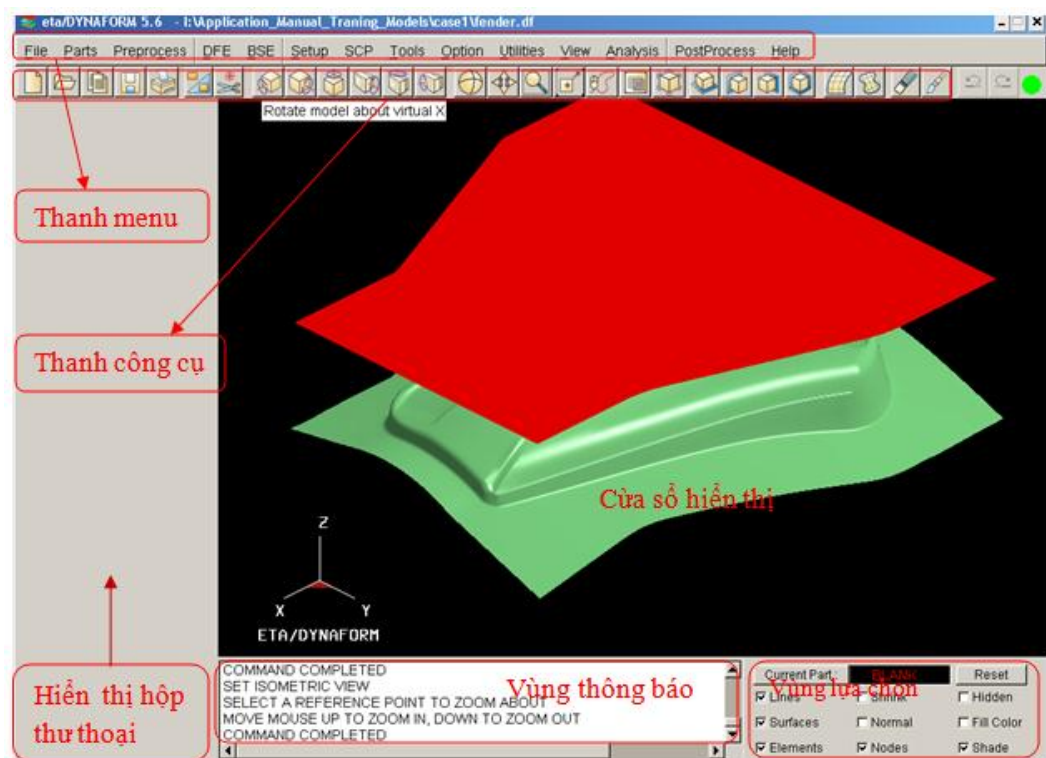 eta/DYNAFORM 5.6 - I:\Application_Manual_Traning_Models\case1\fender.df
File Parts Preprocess DFE BSE Setup SCP Tools Option Utilities View Analysis PostProcess Help
Rotate model about virtual X
Thanh menu
Thanh công cụ
Cửa sổ hiển thị
Z
X Y
ETA/DYNAFORM
Hiển thị hộp
thư thoại
COMMAND COMPLETED
SET ISOMETRIC VIEW
SELECT A REFERENCE POINT TO ZOOM ABOUT
MOVE MOUSE UP TO ZOOM IN, DOWN TO ZOOM OUT
COMMAND COMPLETED
Vùng thông báo
Current Part: BLANK Reset
Vùng lựa chọn
Lines Shrink Hidden
Surfaces Normal Fill Color
Elements Nodes Shade